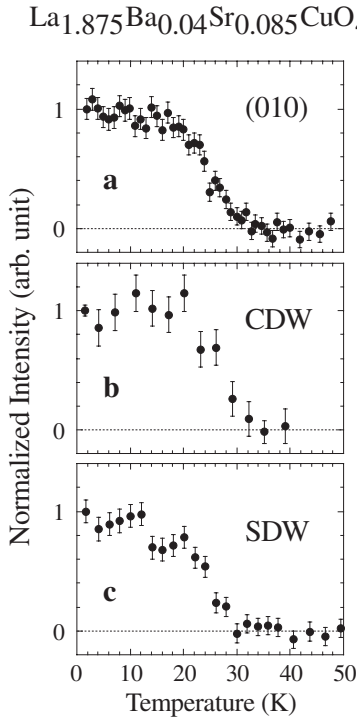 La1.875Ba0.04Sr0.085CuO
(010)
1
a
0
Normalized Intensity (arb. unit)
CDW
1
b
0
SDW
1
c
0
0 10 20 30 40 50
Temperature (K)